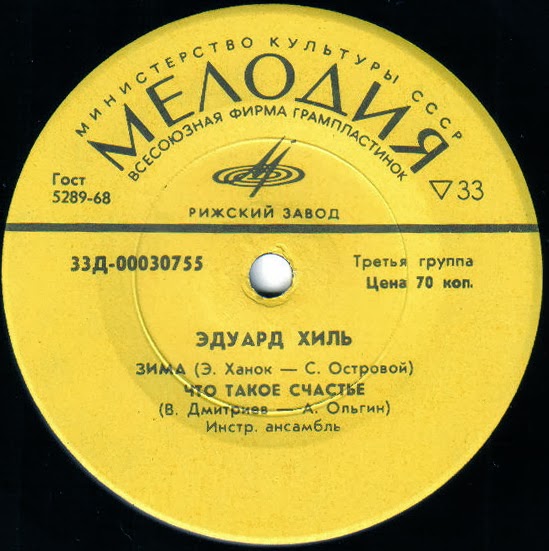 МИНИСТЕРСТВО КУЛЬТУРЫ СССР
МЕЛОДИЯ
ВСЕСОЮЗНАЯ ФИРМА ГРАМПЛАСТИНОК
Гост
5289-68
▽33
РИЖСКИЙ ЗАВОД
33Д-00030755
Третья группа
Цена 70 коп.
ЭДУАРД ХИЛЬ
ЗИМА (Э. Ханок — С. Островой)
ЧТО ТАКОЕ СЧАСТЬЕ
(В. Дмитриев — А. Ольгин)
Инстр. ансамбль